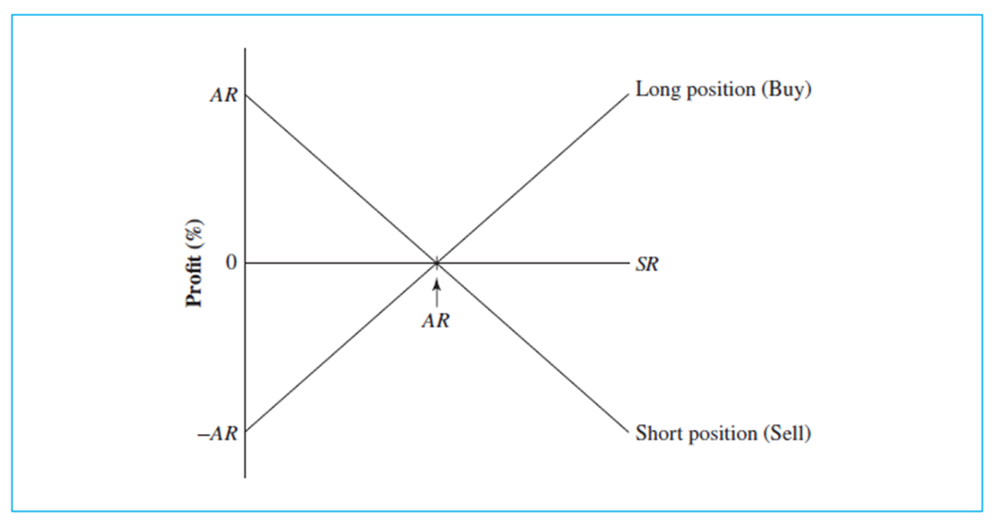 AR
Long position (Buy)
Profit (%)
0
SR
AR
–AR
Short position (Sell)